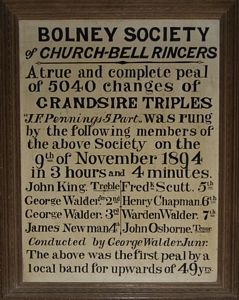 BOLNEY SOCIETY
of CHURCH-BELL RINGERS
A true and complete peal
of 5040 changes of
GRANDSIRE TRIPLES
"J.F. Penning's 5 Part" was rung
by the following members of
the above Society on the
9th of November 1894
in 3 hours and 4 minutes.
John King. Treble Fredk Scutt. 5th
George Walder 2nd Henry Chapman. 6th
George Walder. 3rd Warden Walder. 7th
James Newman 4th John Osborne. Tenor
Conducted by George Walder Junr.
The above was the first peal by a
local band for upwards of 49 yrs.